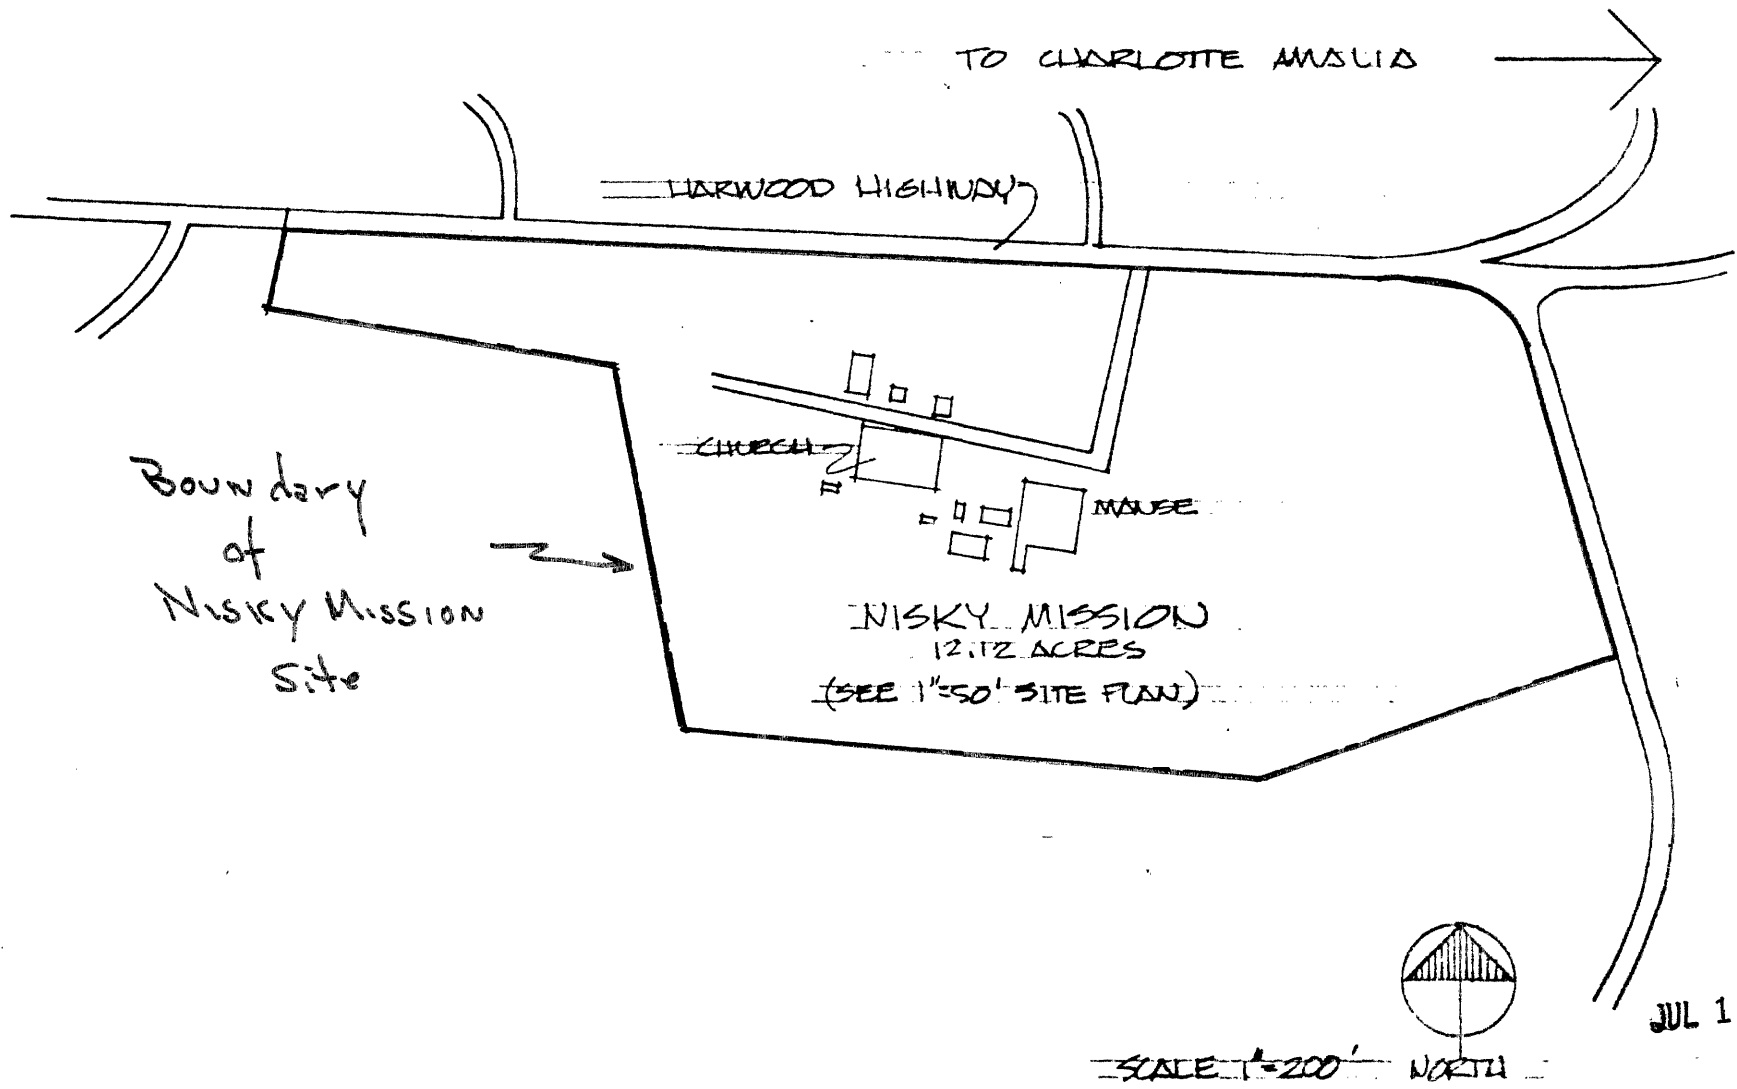 TO CHARLOTTE AMALIA
HARWOOD HIGHWAY
CHURCH
MANSE
Boundary
of
Nisky Mission
Site
NISKY MISSION
12.12 ACRES
(SEE 1"=50' SITE PLAN)
JUL 1
SCALE 1"=200' NORTH